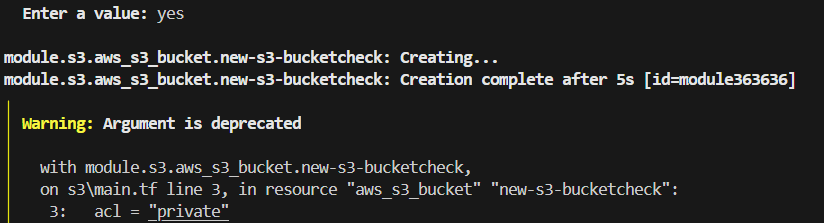 Enter a value: yes
module.s3.aws_s3_bucket.new-s3-bucketcheck: Creating...
module.s3.aws_s3_bucket.new-s3-bucketcheck: Creation complete after 5s [id=module363636]
Warning: Argument is deprecated
with module.s3.aws_s3_bucket.new-s3-bucketcheck,
on s3\main.tf line 3, in resource "aws_s3_bucket" "new-s3-bucketcheck":
3:   acl = "private"